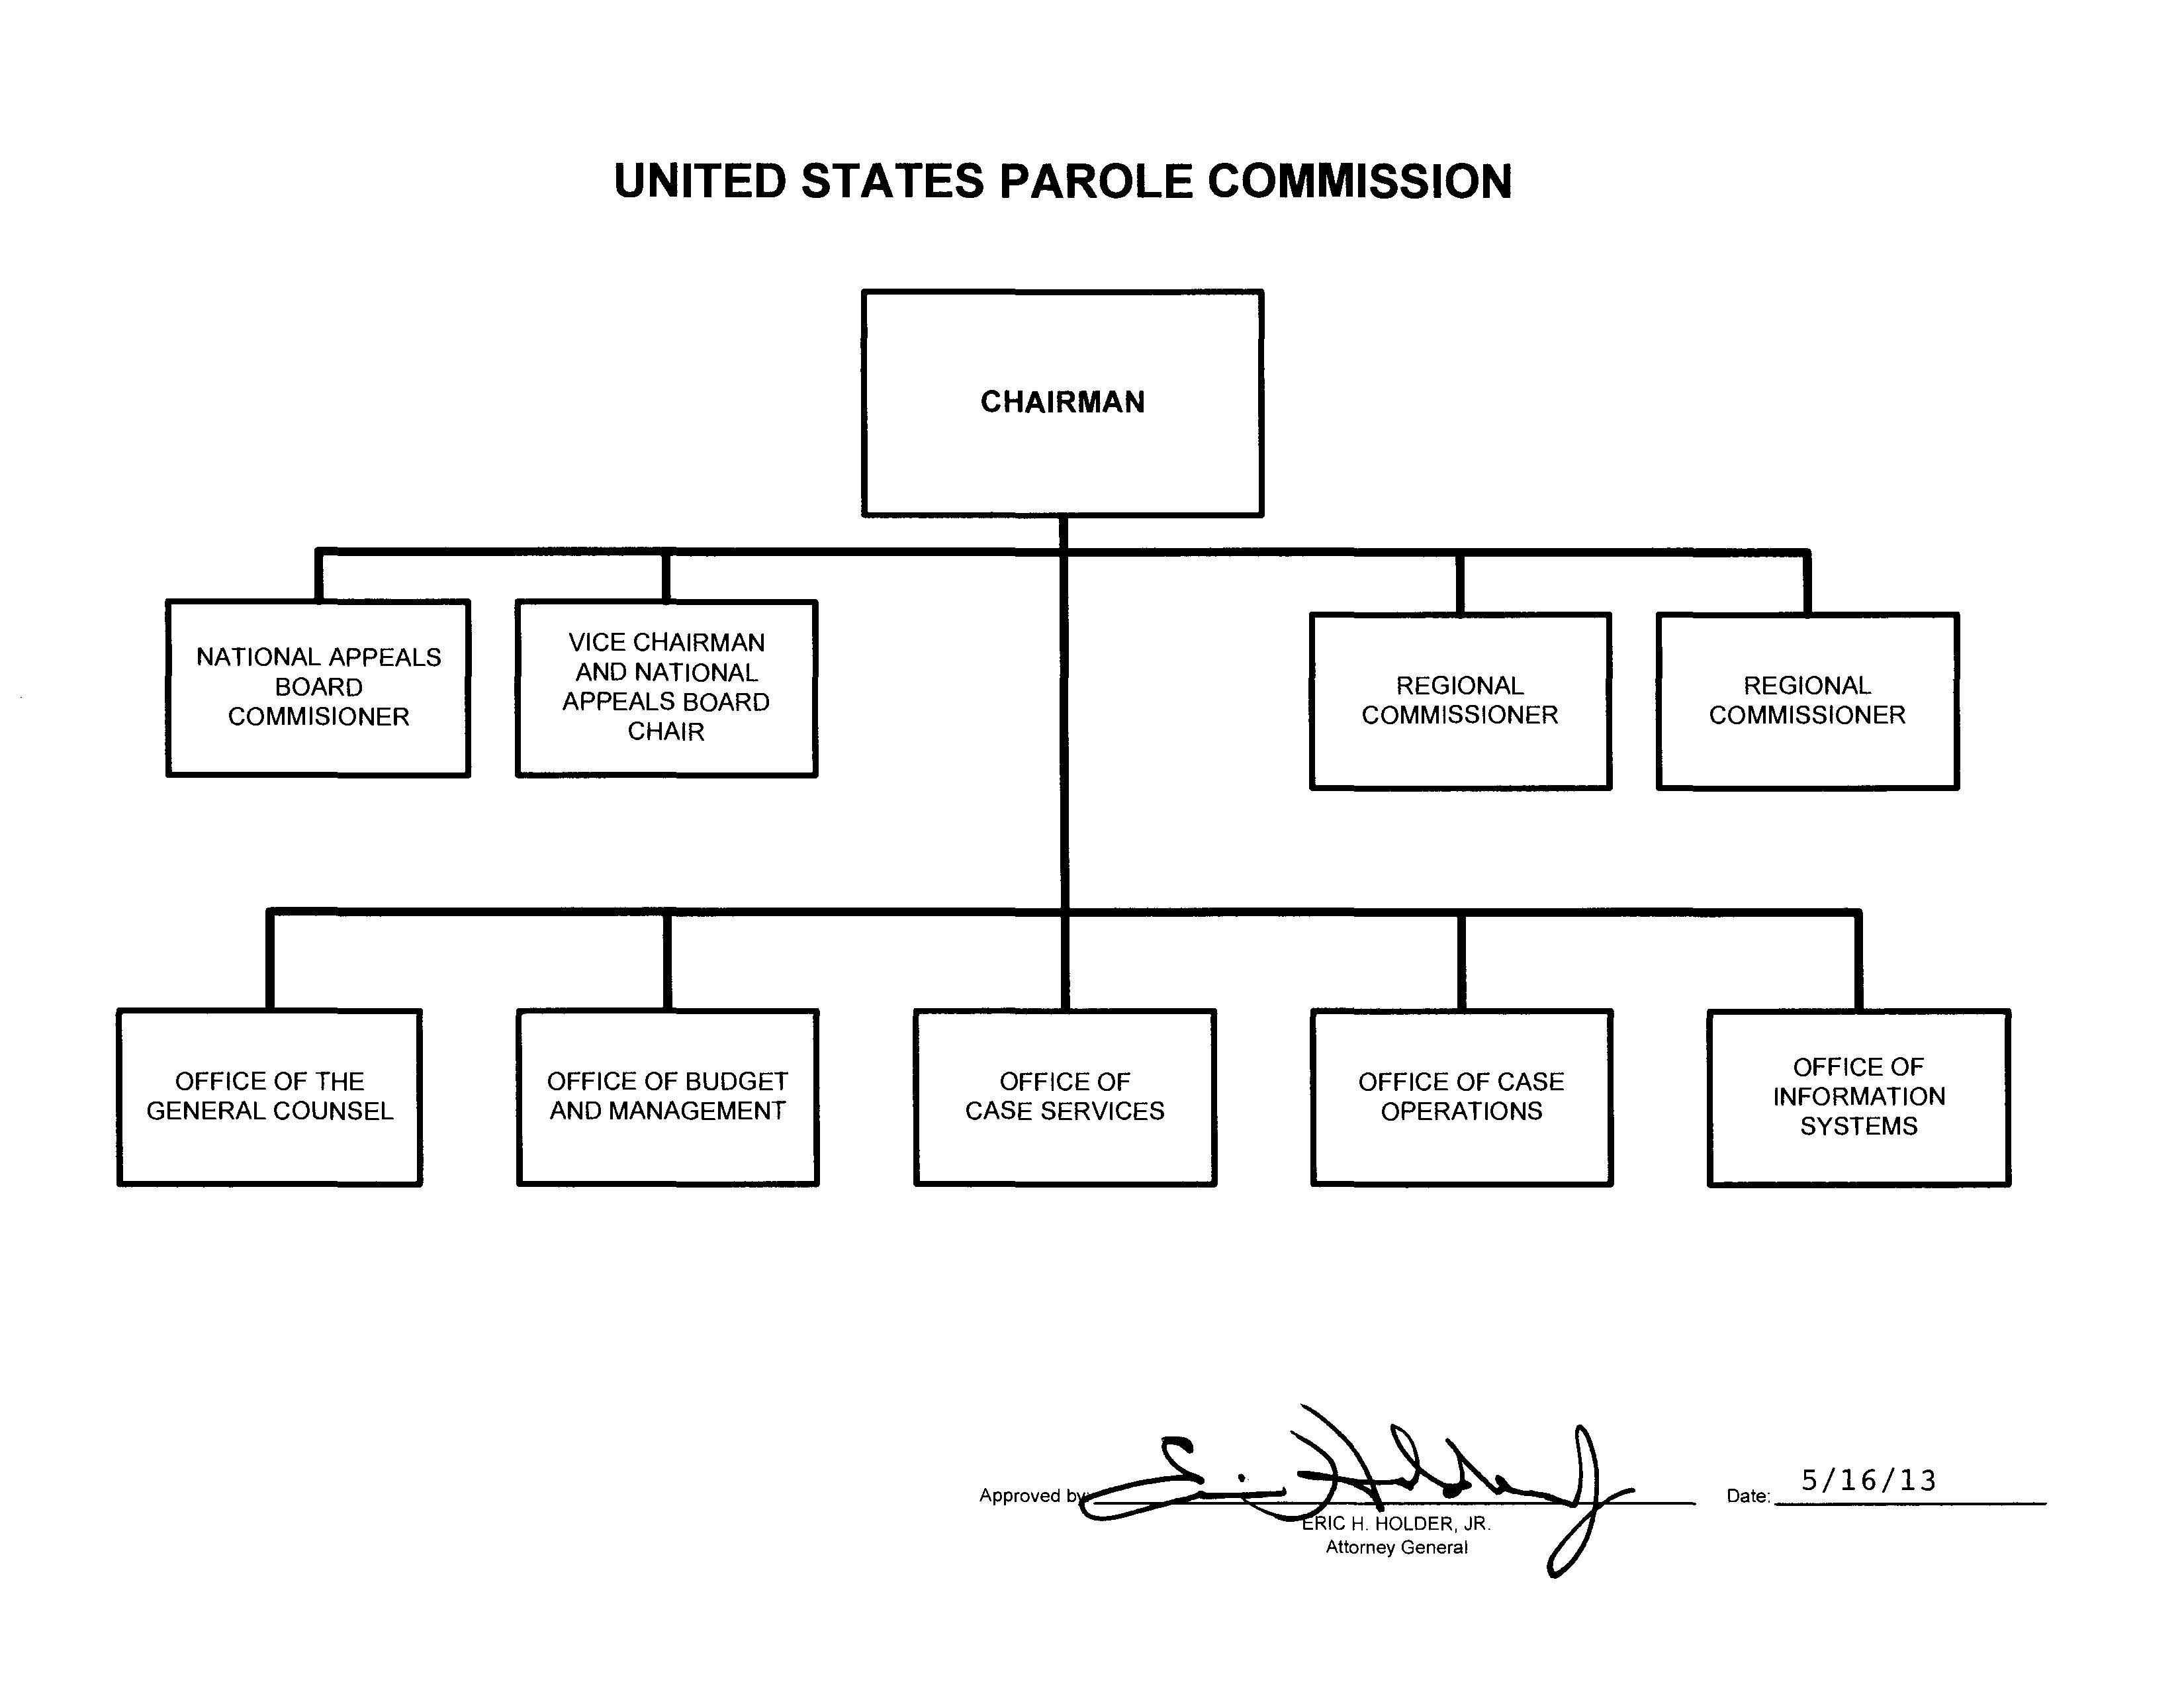 UNITED STATES PAROLE COMMISSION
CHAIRMAN
NATIONAL APPEALS
BOARD
COMMISIONER
VICE CHAIRMAN
AND NATIONAL
APPEALS BOARD
CHAIR
REGIONAL
COMMISSIONER
REGIONAL
COMMISSIONER
OFFICE OF THE
GENERAL COUNSEL
OFFICE OF BUDGET
AND MANAGEMENT
OFFICE OF
CASE SERVICES
OFFICE OF CASE
OPERATIONS
OFFICE OF
INFORMATION
SYSTEMS
Approved by:
ERIC H. HOLDER, JR.
Attorney General
Date: 5/16/13